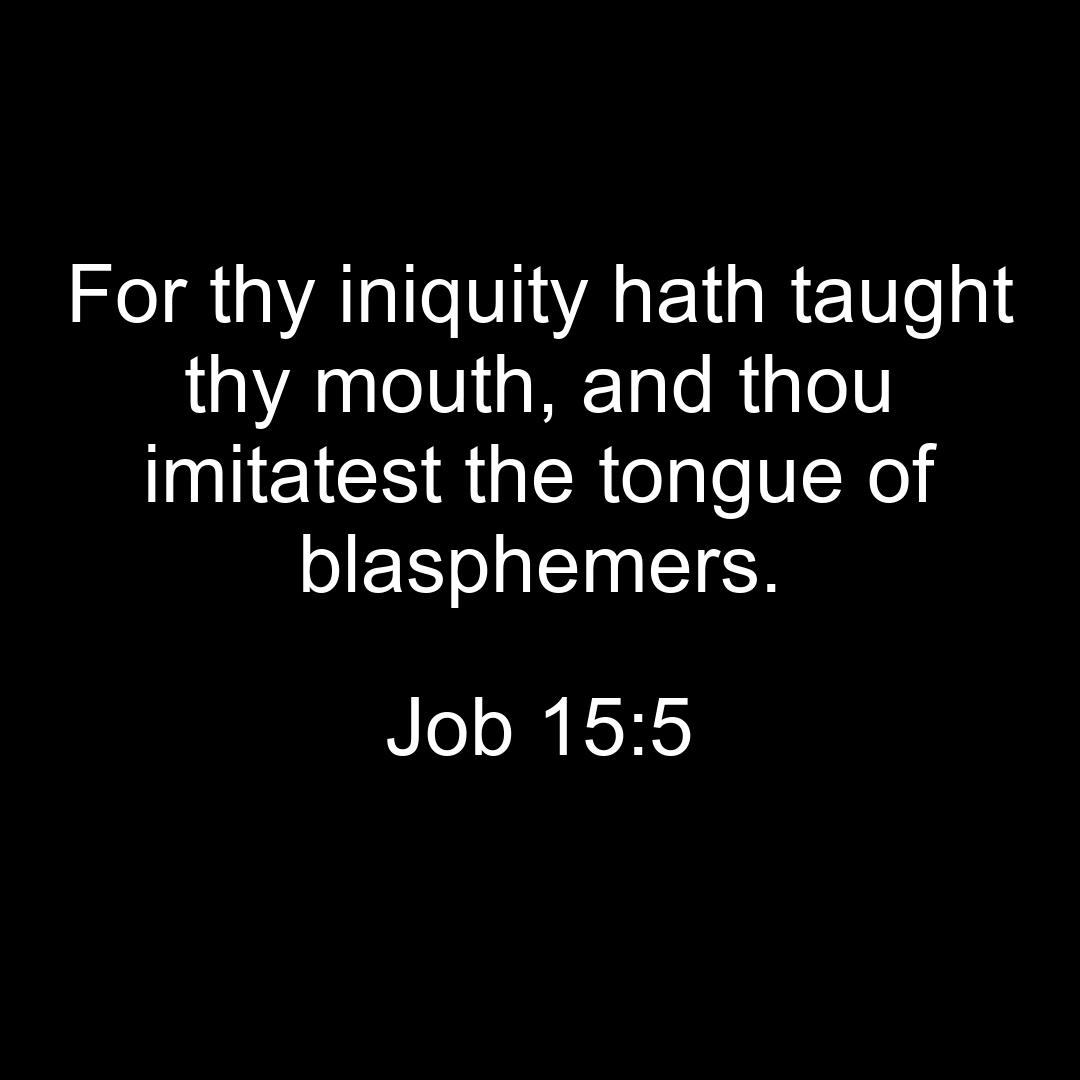 For thy iniquity hath taught
thy mouth, and thou
imitatest the tongue of
blasphemers.
Job 15:5